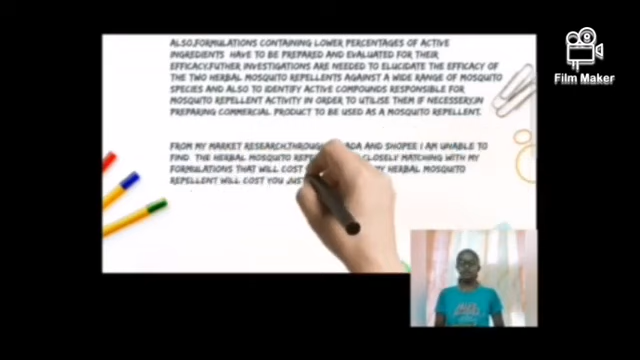 ALSO,FORMULATIONS CONTAINING LOWER PERCENTAGES OF ACTIVE
INGREDIENTS HAVE TO BE PREPARED AND EVALUATED FOR THEIR
EFFICACY.FUTHER INVESTIGATIONS ARE NEEDED TO ELUCIDATE THE EFFICACY OF
THE TWO HERBAL MOSQUITO REPELLENTS AGAINST A WIDE RANGE OF MOSQUITO
SPECIES AND ALSO TO IDENTIFY ACTIVE COMPOUNDS RESPONSIBLE FOR
MOSQUITO REPELLENT ACTIVITY IN ORDER TO UTILISE THEM IF NECESSERY,IN
PREPARING COMMERCIAL PRODUCT TO BE USED AS A MOSQUITO REPELLENT.
FROM MY MARKET RESEARCH,THROUGH AND SHOPEE I AM UNABLE TO
FIND THE HERBAL MOSQUITO CLOSELY MATCHING WITH MY
FORMULATIONS THAT WILL COST MY HERBAL MOSQUITO
REPELLENT WILL COST YOU JUST
Film Maker